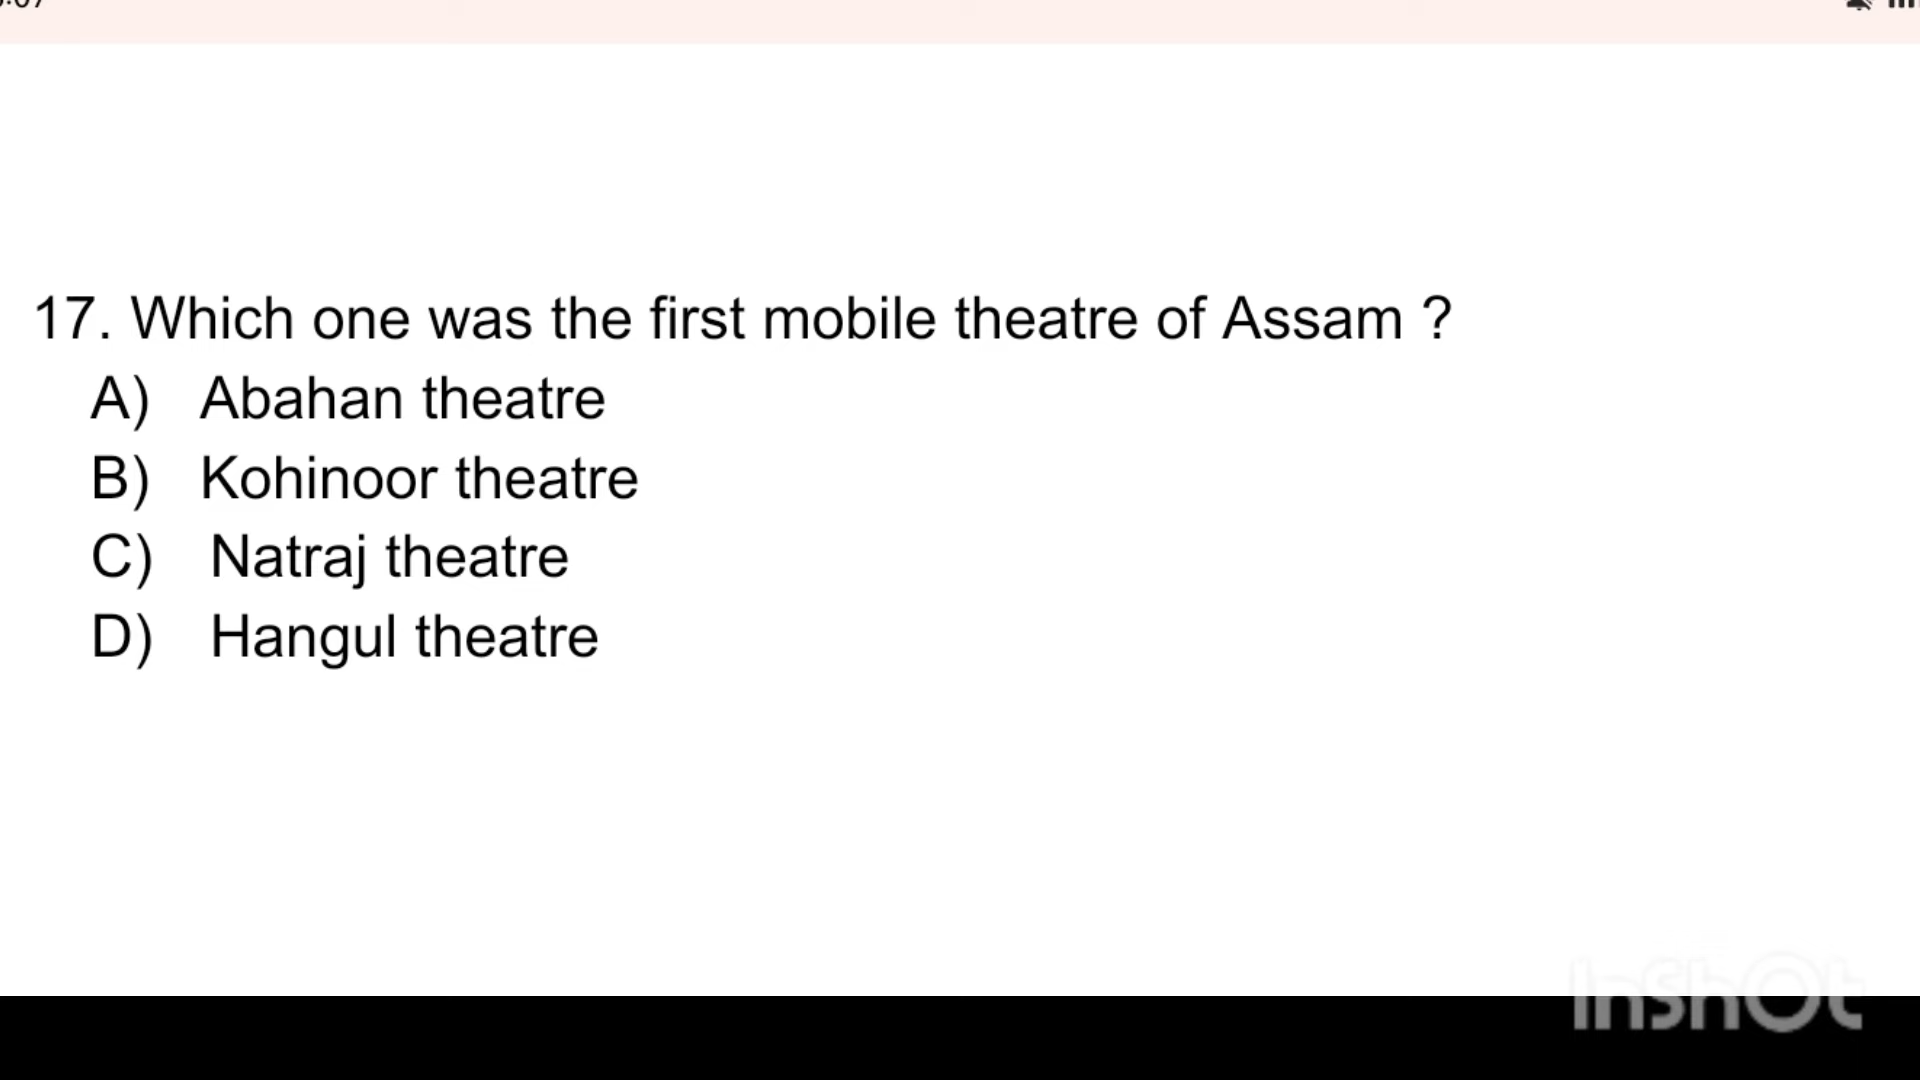 17. Which one was the first mobile theatre of Assam ?
A) Abahan theatre
B) Kohinoor theatre
C) Natraj theatre
D) Hangul theatre
InShOt